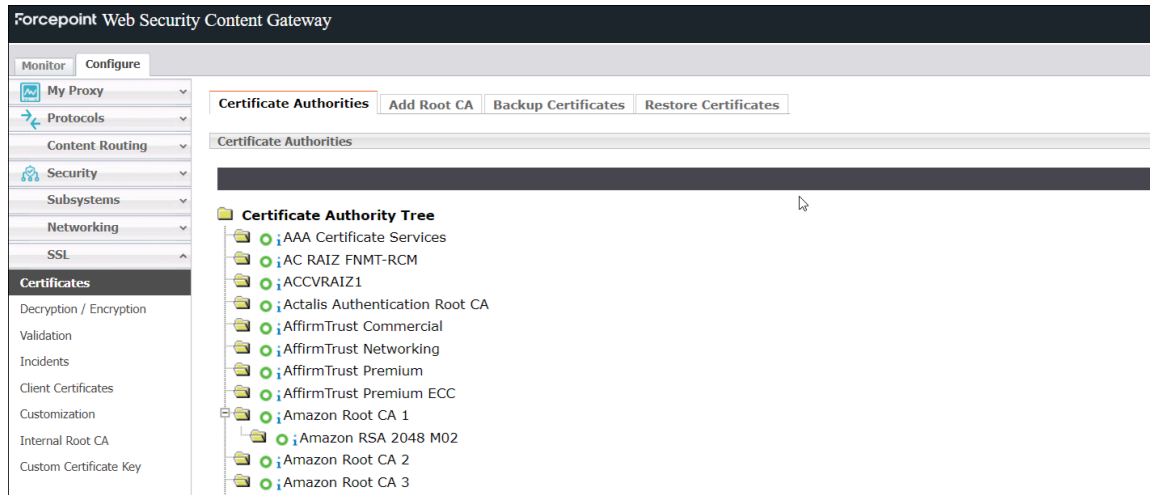 Forcepoint Web Security Content Gateway
Monitor Configure
My Proxy
Protocols
Content Routing
Security
Subsystems
Networking
SSL
Certificates
Decryption / Encryption
Validation
Incidents
Client Certificates
Customization
Internal Root CA
Custom Certificate Key
Certificate Authorities Add Root CA Backup Certificates Restore Certificates
Certificate Authorities
Certificate Authority Tree
i AAA Certificate Services
i AC RAIZ FNMT-RCM
i ACCVRAIZ1
i Actalis Authentication Root CA
i AffirmTrust Commercial
i AffirmTrust Networking
i AffirmTrust Premium
i AffirmTrust Premium ECC
i Amazon Root CA 1
i Amazon RSA 2048 M02
i Amazon Root CA 2
i Amazon Root CA 3